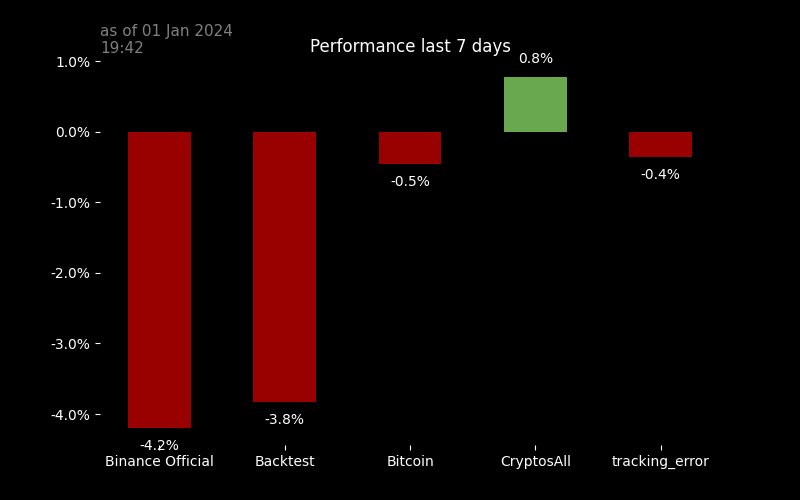 as of 01 Jan 2024
19:42
Performance last 7 days
1.0%
0.0%
-1.0%
-2.0%
-3.0%
-4.0%
-4.2%
-3.8%
-0.5%
0.8%
-0.4%
Binance Official
Backtest
Bitcoin
CryptosAll
tracking_error